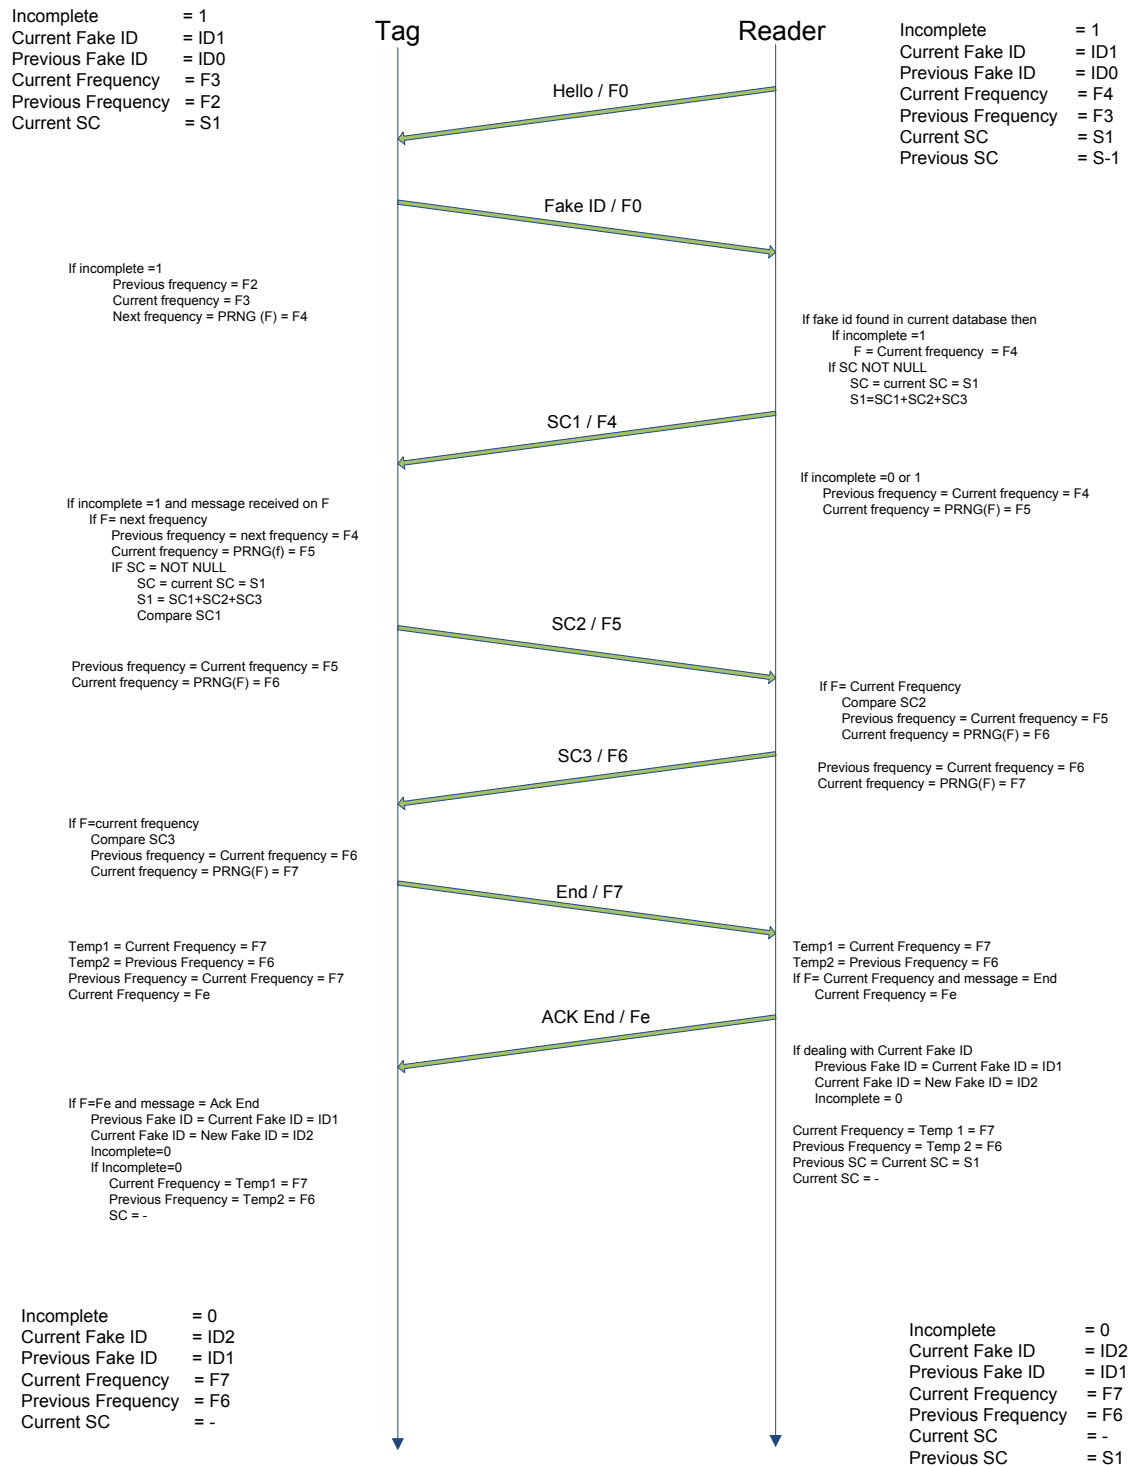 Incomplete = 1
Current Fake ID = ID1
Previous Fake ID = ID0
Current Frequency = F3
Previous Frequency = F2
Current SC = S1
Tag
Reader
Incomplete = 1
Current Fake ID = ID1
Previous Fake ID = ID0
Current Frequency = F4
Previous Frequency = F3
Current SC = S1
Previous SC = S-1
Hello / F0
Fake ID / F0
If incomplete =1
Previous frequency = F2
Current frequency = F3
Next frequency = PRNG (F) = F4
If fake id found in current database then
If incomplete =1
F = Current frequency = F4
If SC NOT NULL
SC = current SC = S1
S1=SC1+SC2+SC3
SC1 / F4
If incomplete =0 or 1
Previous frequency = Current frequency = F4
Current frequency = PRNG(F) = F5
If incomplete =1 and message received on F
If F= next frequency
Previous frequency = next frequency = F4
Current frequency = PRNG(f) = F5
IF SC = NOT NULL
SC = current SC = S1
S1 = SC1+SC2+SC3
Compare SC1
SC2 / F5
Previous frequency = Current frequency = F5
Current frequency = PRNG(F) = F6
If F= Current Frequency
Compare SC2
Previous frequency = Current frequency = F5
Current frequency = PRNG(F) = F6
SC3 / F6
Previous frequency = Current frequency = F6
Current frequency = PRNG(F) = F7
If F=current frequency
Compare SC3
Previous frequency = Current frequency = F6
Current frequency = PRNG(F) = F7
End / F7
Temp1 = Current Frequency = F7
Temp2 = Previous Frequency = F6
Previous Frequency = Current Frequency = F7
Current Frequency = Fe
Temp1 = Current Frequency = F7
Temp2 = Previous Frequency = F6
If F= Current Frequency and message = End
Current Frequency = Fe
ACK End / Fe
If dealing with Current Fake ID
Previous Fake ID = Current Fake ID = ID1
Current Fake ID = New Fake ID = ID2
Incomplete = 0
Current Frequency = Temp 1 = F7
Previous Frequency = Temp 2 = F6
Previous SC = Current SC = S1
Current SC = -
If F=Fe and message = Ack End
Previous Fake ID = Current Fake ID = ID1
Current Fake ID = New Fake ID = ID2
Incomplete=0
If Incomplete=0
Current Frequency = Temp1 = F7
Previous Frequency = Temp2 = F6
SC = -
Incomplete = 0
Current Fake ID = ID2
Previous Fake ID = ID1
Current Frequency = F7
Previous Frequency = F6
Current SC = -
Incomplete = 0
Current Fake ID = ID2
Previous Fake ID = ID1
Current Frequency = F7
Previous Frequency = F6
Current SC = -
Previous SC = S1